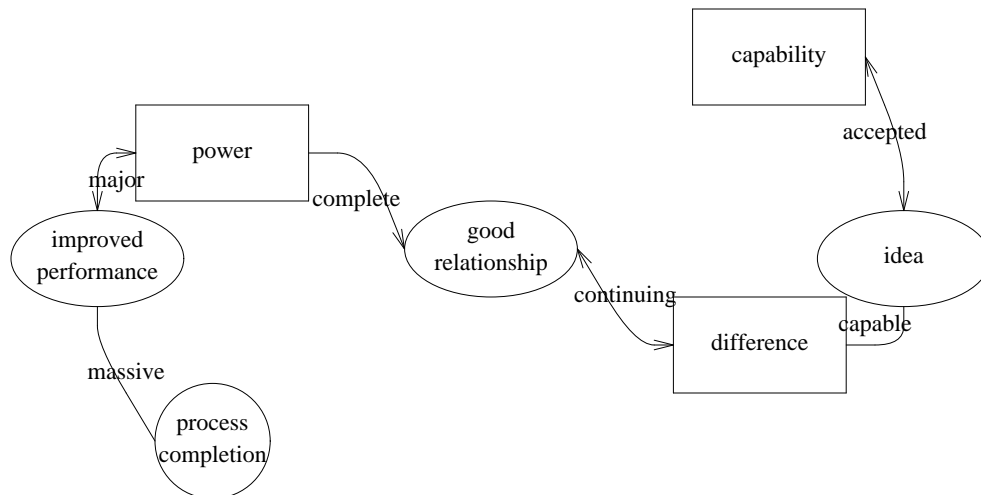 capability
accepted
power
major
complete
improved
performance
good
relationship
idea
continuing
difference
capable
massive
process
completion